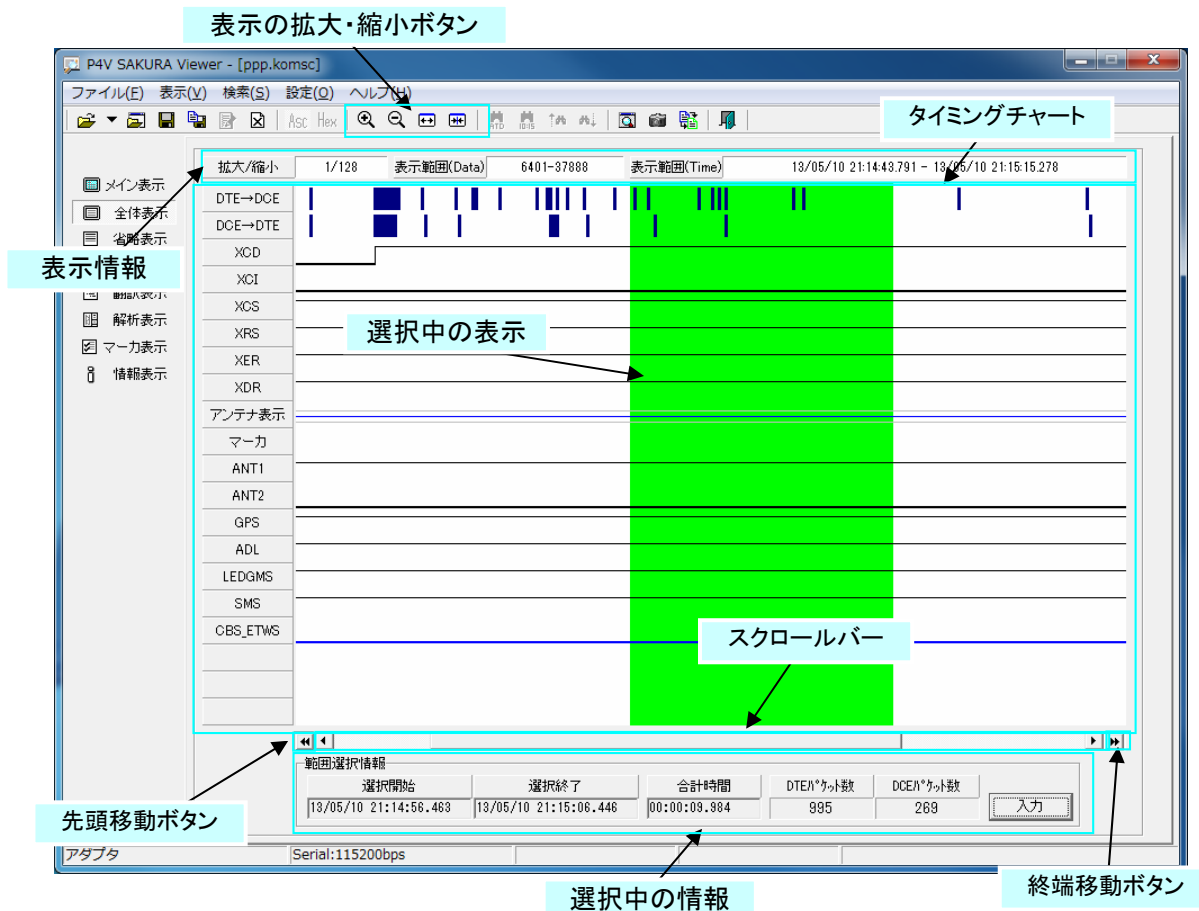 表示の拡大・縮小ボタン
P4V SAKURA Viewer - [ppp.komsc]
ファイル(F) 表示(V) 検索(S) 設定(O) ヘルプ(H)
Asc Hex
タイミングチャート
拡大/縮小 1/128 表示範囲(Data) 6401-37888 表示範囲(Time) 13/05/10 21:14:43.791 - 13/05/10 21:15:15.278
メイン表示
全体表示
省略表示
表示情報
翻訳表示
解析表示
マーカ表示
情報表示
DTE→DCE
DCE→DTE
XCD
XCI
XCS
XRS
XER
XDR
アンテナ表示
マーカ
ANT1
ANT2
GPS
ADL
LEDGMS
SMS
CBS_ETWS
選択中の表示
スクロールバー
範囲選択情報
選択開始 選択終了 合計時間 DTEパケット数 DCEパケット数
13/05/10 21:14:56.463 13/05/10 21:15:06.446 00:00:09.984 995 269 入力
先頭移動ボタン
アダプタ Serial:115200bps
選択中の情報
終端移動ボタン